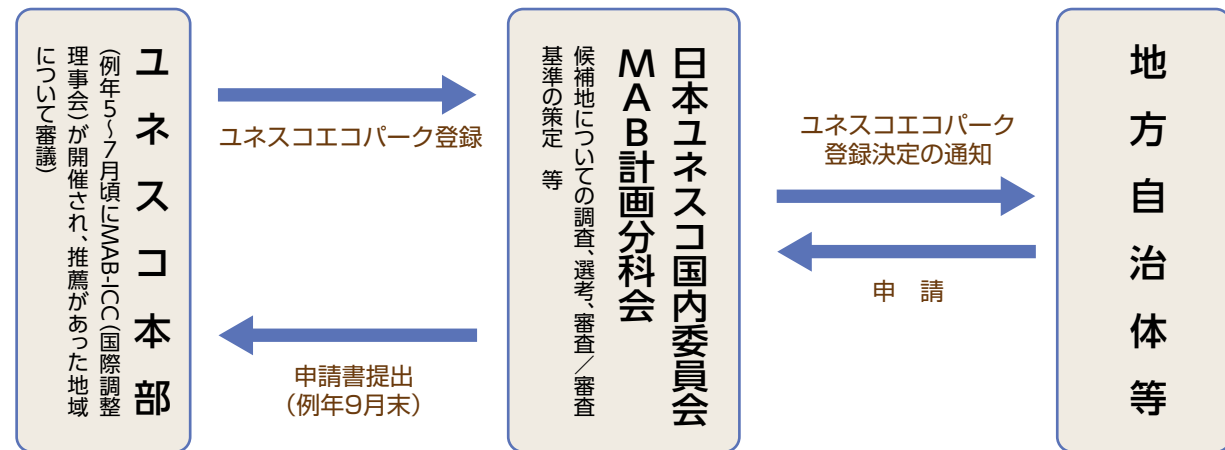 ユネスコ本部
(例年5~7月頃にMAB-ICC(国際調整
理事会)が開催され、推薦があった地域
について審議)
ユネスコエコパーク登録
申請書提出
(例年9月末)
日本ユネスコ国内委員会
MAB計画分科会
候補地についての調査、選考、審査/審査
基準の策定 等
ユネスコエコパーク
登録決定の通知
申 請
地方自治体等